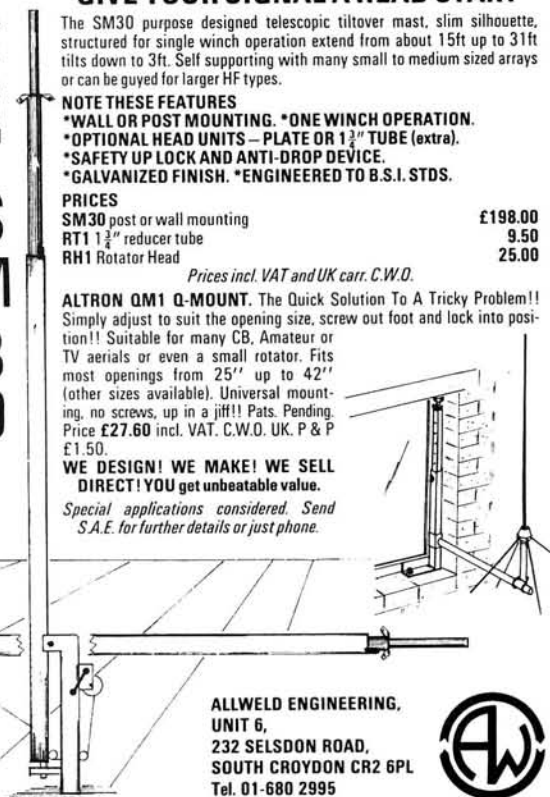 The SM30 purpose designed telescopic tiltover mast, slim silhouette,
structured for single winch operation extend from about 15ft up to 31ft
tilts down to 3ft. Self supporting with many small to medium sized arrays
or can be guyed for larger HF types.
NOTE THESE FEATURES
*WALL OR POST MOUNTING. *ONE WINCH OPERATION.
*OPTIONAL HEAD UNITS – PLATE OR 1¾" TUBE (extra).
*SAFETY UP LOCK AND ANTI-DROP DEVICE.
*GALVANIZED FINISH. *ENGINEERED TO B.S.I. STDS.
PRICES
SM30 post or wall mounting £198.00
RT1 1¾" reducer tube 9.50
RH1 Rotator Head 25.00
Prices incl. VAT and UK carr. C.W.O.
ALTRON QM1 Q-MOUNT. The Quick Solution To A Tricky Problem!!
Simply adjust to suit the opening size, screw out foot and lock into posi-
tion!! Suitable for many CB, Amateur or
TV aerials or even a small rotator. Fits
most openings from 25'' up to 42''
(other sizes available). Universal mount-
ing, no screws, up in a jiff!! Pats. Pending.
Price £27.60 incl. VAT. C.W.O. UK. P & P
£1.50.
WE DESIGN! WE MAKE! WE SELL
DIRECT! YOU get unbeatable value.
Special applications considered. Send
S.A.E. for further details or just phone.
ALLWELD ENGINEERING,
UNIT 6,
232 SELSDON ROAD,
SOUTH CROYDON CR2 6PL
Tel. 01-680 2995
AW